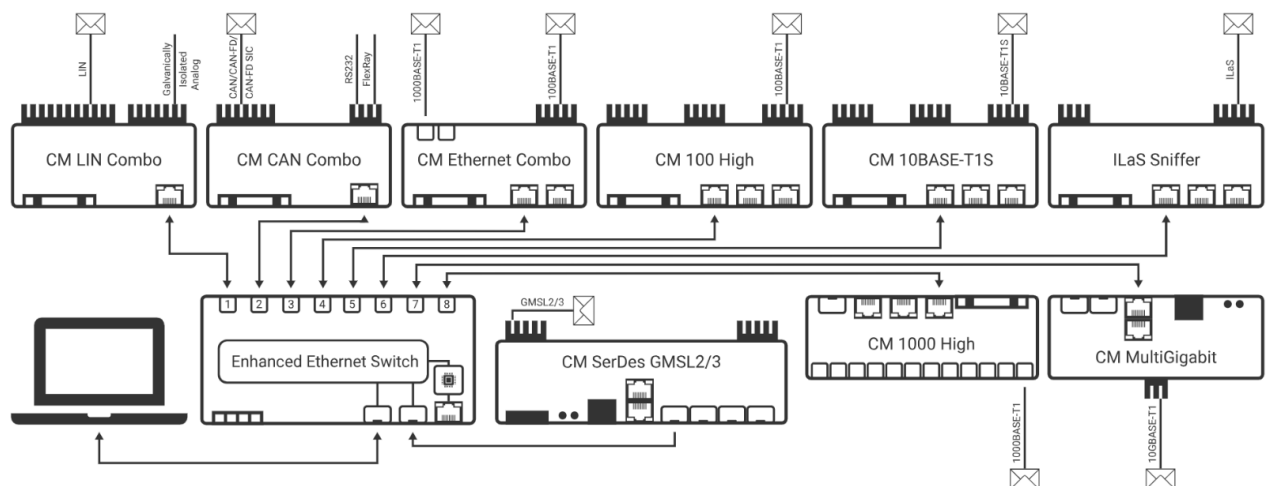 LIN
Galvanically
Isolated
Analog
CAN/CAN-FD/
CAN-FD SIC
RS232
FlexRay
1000BASE-T1
100BASE-T1
100BASE-T1
10BASE-T1S
ILaS
CM LIN Combo
CM CAN Combo
CM Ethernet Combo
CM 100 High
CM 10BASE-T1S
ILaS Sniffer
1 2 3 4 5 6 7 8
GMSL2/3
Enhanced Ethernet Switch
CM SerDes GMSL2/3
CM 1000 High
CM MultiGigabit
1000BASE-T1
10GBASE-T1